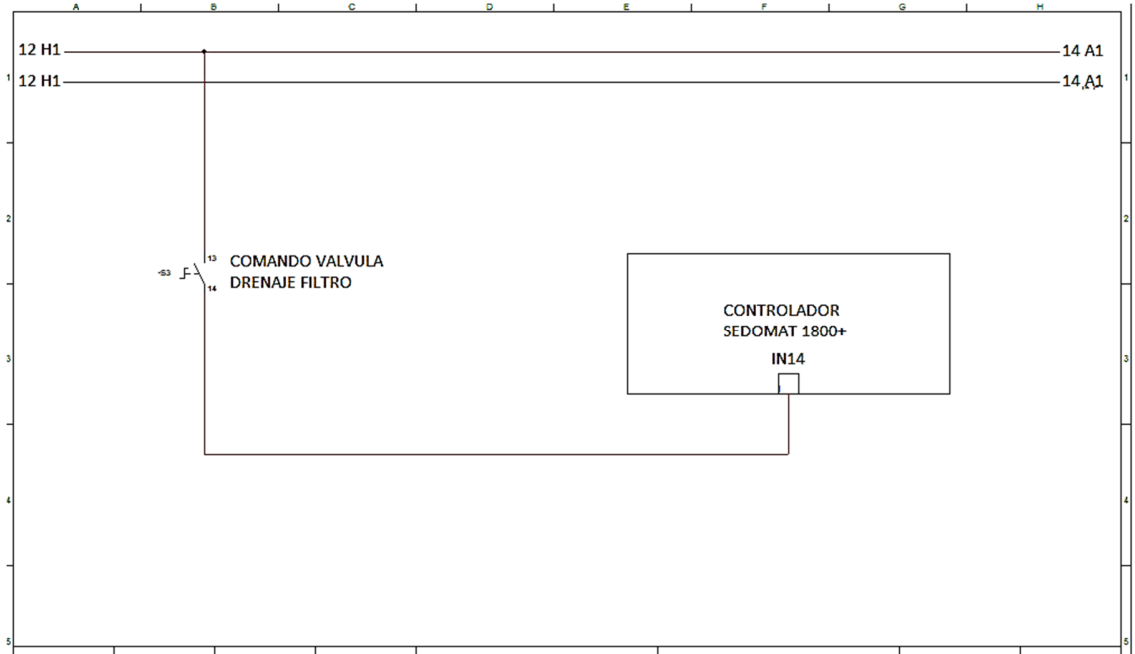 A B C D E F G H
12 H1 14 A1
1 12 H1 14 A1 1
2 2
13
-S3 COMANDO VALVULA
DRENAJE FILTRO
14
CONTROLADOR
SEDOMAT 1800+
3 IN14 3
4 4
5 5